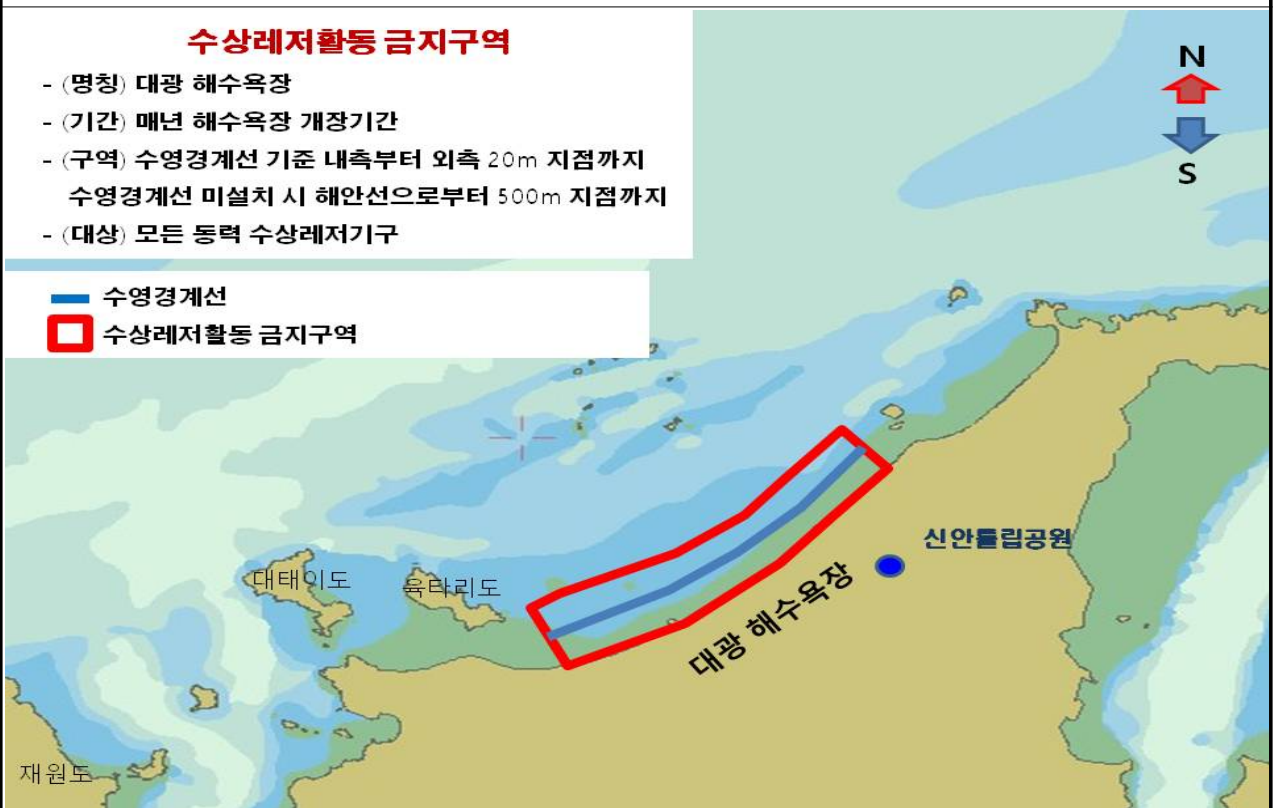 수상레저활동 금지구역
- (명칭) 대광 해수욕장
- (기간) 매년 해수욕장 개장기간
- (구역) 수영경계선 기준 내측부터 외측 20m 지점까지
수영경계선 미설치 시 해안선으로부터 500m 지점까지
- (대상) 모든 동력 수상레저기구
N
S
수영경계선
수상레저활동 금지구역
신안튤립공원
대태이도
육타리도
대광 해수욕장
재원도